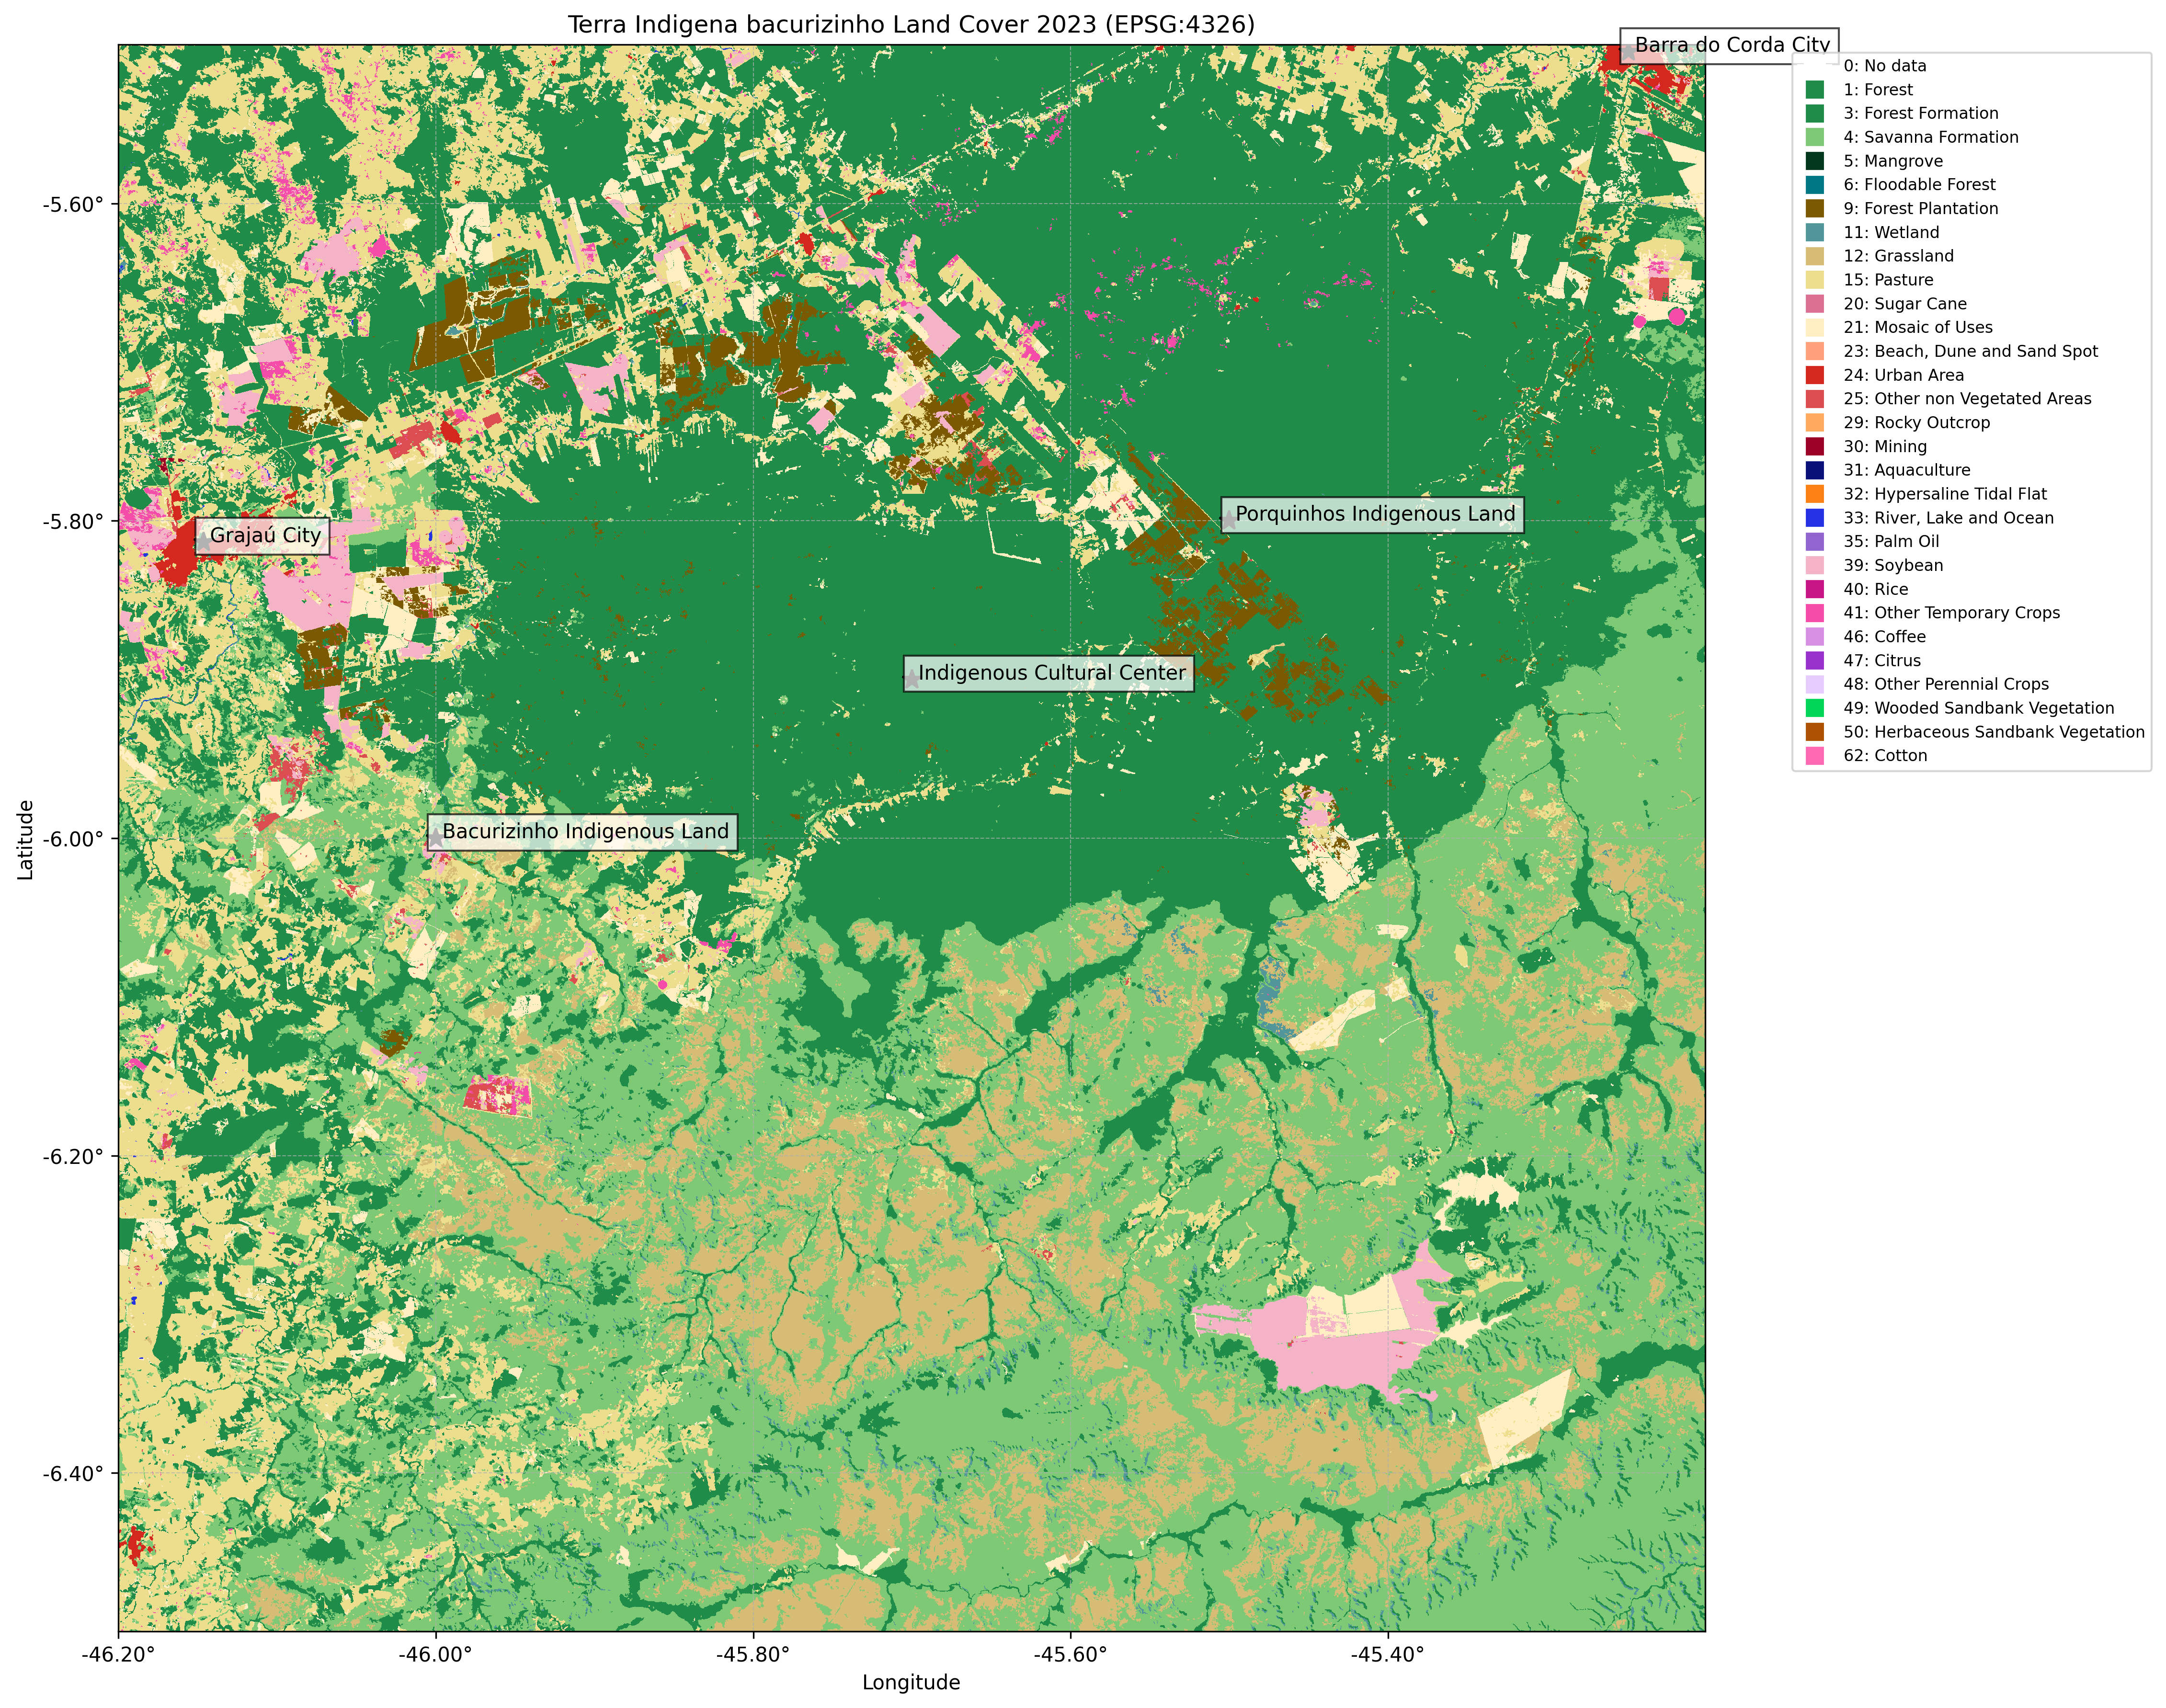 Terra Indigena bacurizinho Land Cover 2023 (EPSG:4326)
Barra do Corda City
0: No data
1: Forest
3: Forest Formation
4: Savanna Formation
5: Mangrove
6: Floodable Forest
9: Forest Plantation
11: Wetland
12: Grassland
15: Pasture
20: Sugar Cane
21: Mosaic of Uses
23: Beach, Dune and Sand Spot
24: Urban Area
25: Other non Vegetated Areas
29: Rocky Outcrop
30: Mining
31: Aquaculture
32: Hypersaline Tidal Flat
33: River, Lake and Ocean
35: Palm Oil
39: Soybean
40: Rice
41: Other Temporary Crops
46: Coffee
47: Citrus
48: Other Perennial Crops
49: Wooded Sandbank Vegetation
50: Herbaceous Sandbank Vegetation
62: Cotton
Porquinhos Indigenous Land
Grajaú City
Indigenous Cultural Center
Bacurizinho Indigenous Land
Latitude
-5.60°
-5.80°
-6.00°
-6.20°
-6.40°
-46.20°
-46.00°
-45.80°
-45.60°
-45.40°
Longitude